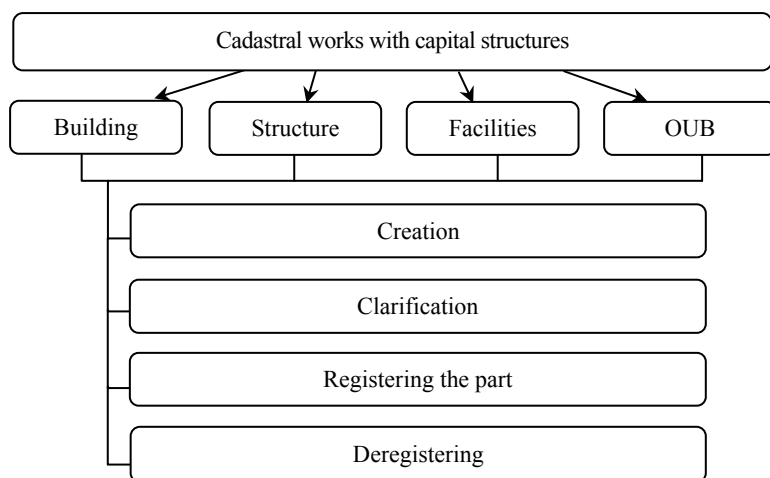 Cadastral works with capital structures
Building
Structure
Facilities
OUB
Creation
Clarification
Registering the part
Deregistering